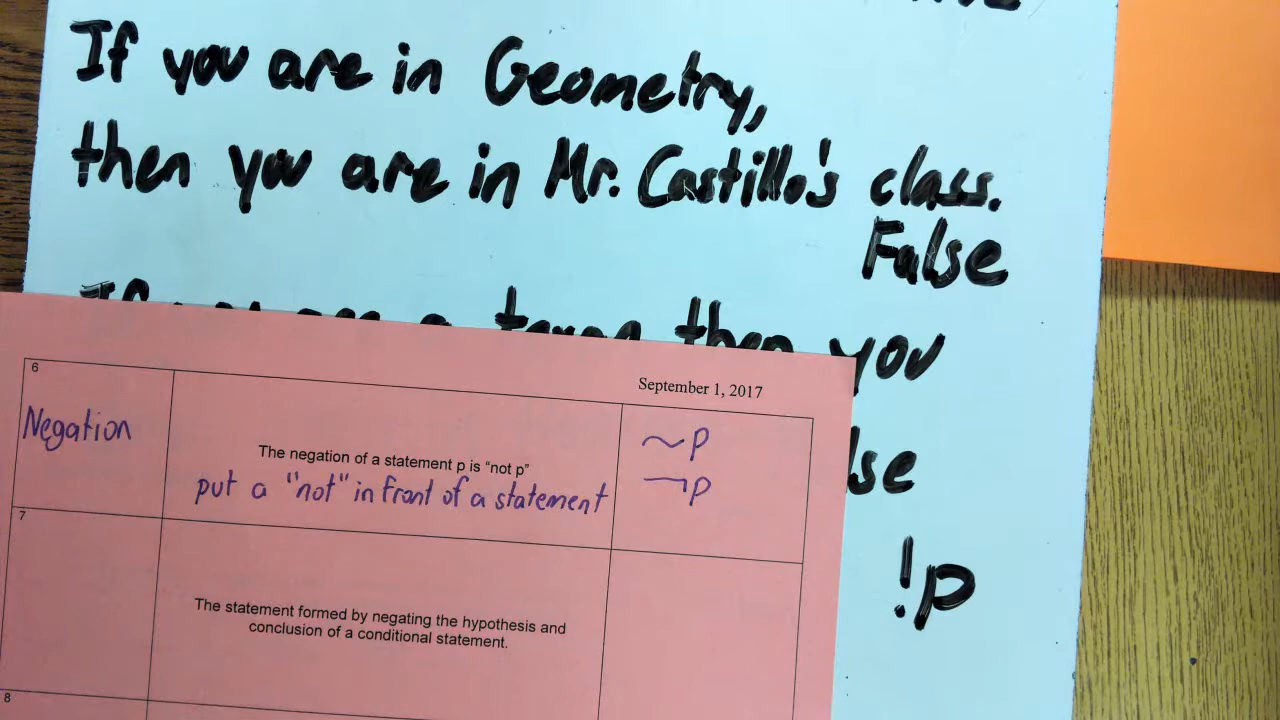 If you are in Geometry,
then you are in Mr. Castillo's class.
False
then you
!p
September 1, 2017
6
Negation
The negation of a statement p is "not p"
put a "not" in front of a statement
~p
¬p
7
The statement formed by negating the hypothesis and
conclusion of a conditional statement.
8